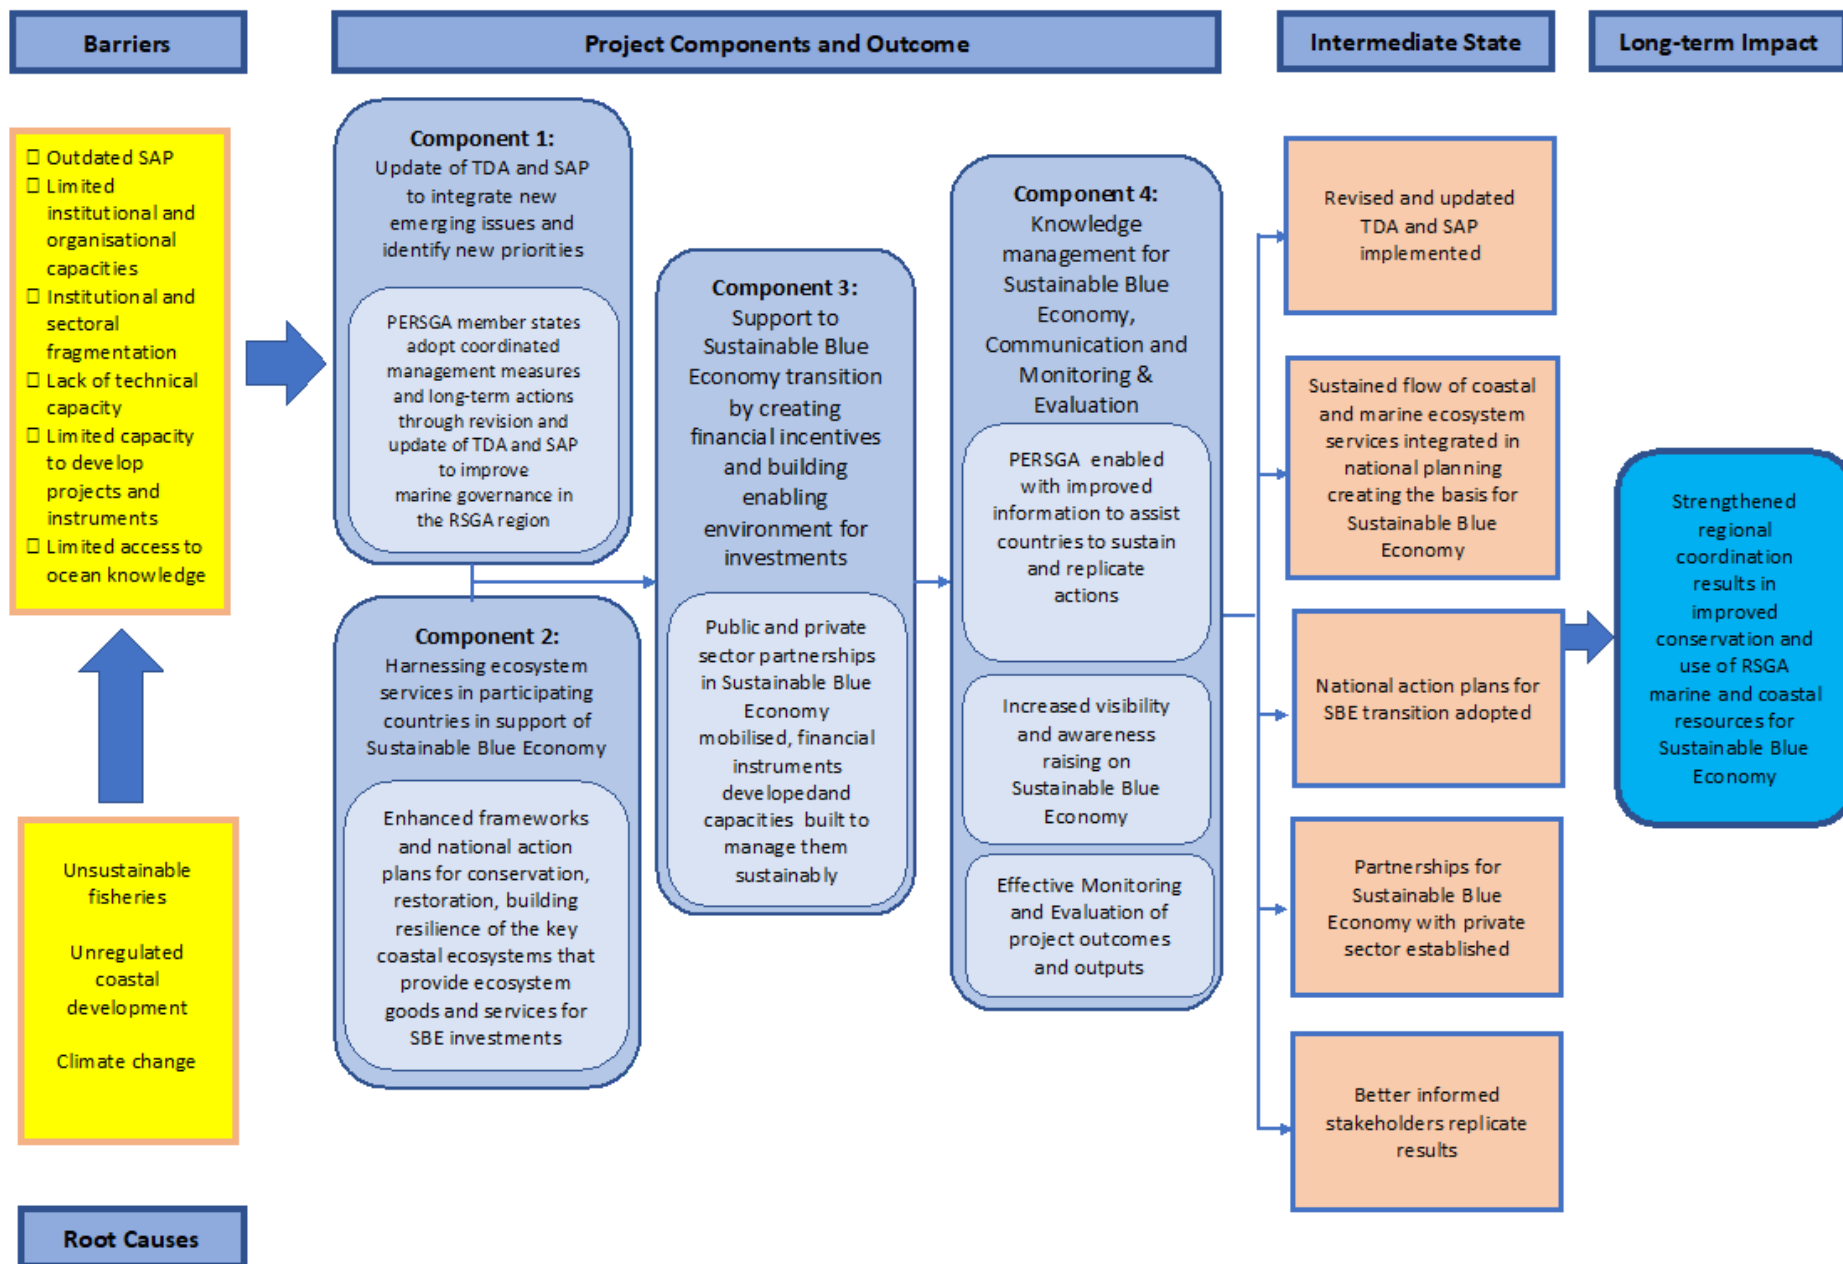 Barriers
Project Components and Outcome
Intermediate State
Long-term Impact
☐ Outdated SAP
☐ Limited
institutional and
organisational
capacities
☐ Institutional and
sectoral
fragmentation
☐ Lack of technical
capacity
☐ Limited capacity
to develop
projects and
instruments
☐ Limited access to
ocean knowledge
Unsustainable
fisheries
Unregulated
coastal
development
Climate change
Root Causes
Component 1:
Update of TDA and SAP
to integrate new
emerging issues and
identify new priorities
PERSGA member states
adopt coordinated
management measures
and long-term actions
through revision and
update of TDA and SAP
to improve
marine governance in
the RSGA region
Component 2:
Harnessing ecosystem
services in participating
countries in support of
Sustainable Blue Economy
Enhanced frameworks
and national action
plans for conservation,
restoration, building
resilience of the key
coastal ecosystems that
provide ecosystem
goods and services for
SBE investments
Component 3:
Support to
Sustainable Blue
Economy transition
by creating
financial incentives
and building
enabling
environment for
investments
Public and private
sector partnerships
in Sustainable Blue
Economy
mobilised, financial
instruments
developedand
capacities built to
manage them
sustainably
Component 4:
Knowledge
management for
Sustainable Blue
Economy,
Communication and
Monitoring &
Evaluation
PERSGA enabled
with improved
information to assist
countries to sustain
and replicate
actions
Increased visibility
and awareness
raising on
Sustainable Blue
Economy
Effective Monitoring
and Evaluation of
project outcomes
and outputs
Revised and updated
TDA and SAP
implemented
Sustained flow of coastal
and marine ecosystem
services integrated in
national planning
creating the basis for
Sustainable Blue
Economy
National action plans for
SBE transition adopted
Partnerships for
Sustainable Blue
Economy with private
sector established
Better informed
stakeholders replicate
results
Strengthened
regional
coordination
results in
improved
conservation and
use of RSGA
marine and coastal
resources for
Sustainable Blue
Economy